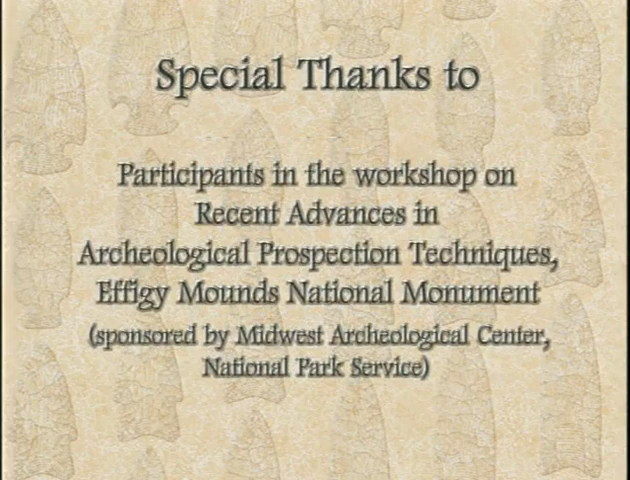 Special Thanks to
Participants in the workshop on
Recent Advances in
Archeological Prospection Techniques,
Effigy Mounds National Monument
(sponsored by Midwest Archeological Center,
National Park Service)